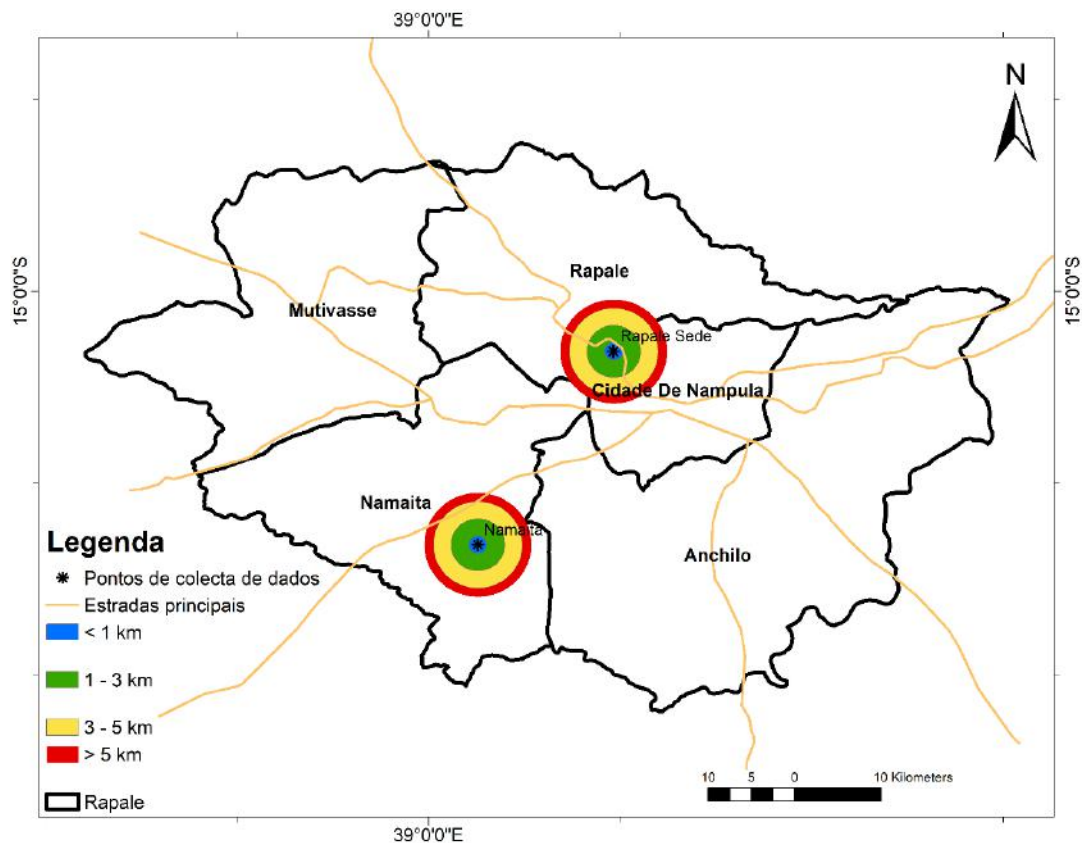 39°0'0"E
N
15°0'0"S
15°0'0"S
Rapale
Mutivasse
Rapale Sede
Cidade De Nampula
Namaita
Namaita
Anchilo
Legenda
Pontos de colecta de dados
Estradas principais
< 1 km
1 - 3 km
3 - 5 km
> 5 km
Rapale
10 5 0 10 Kilometers
39°0'0"E